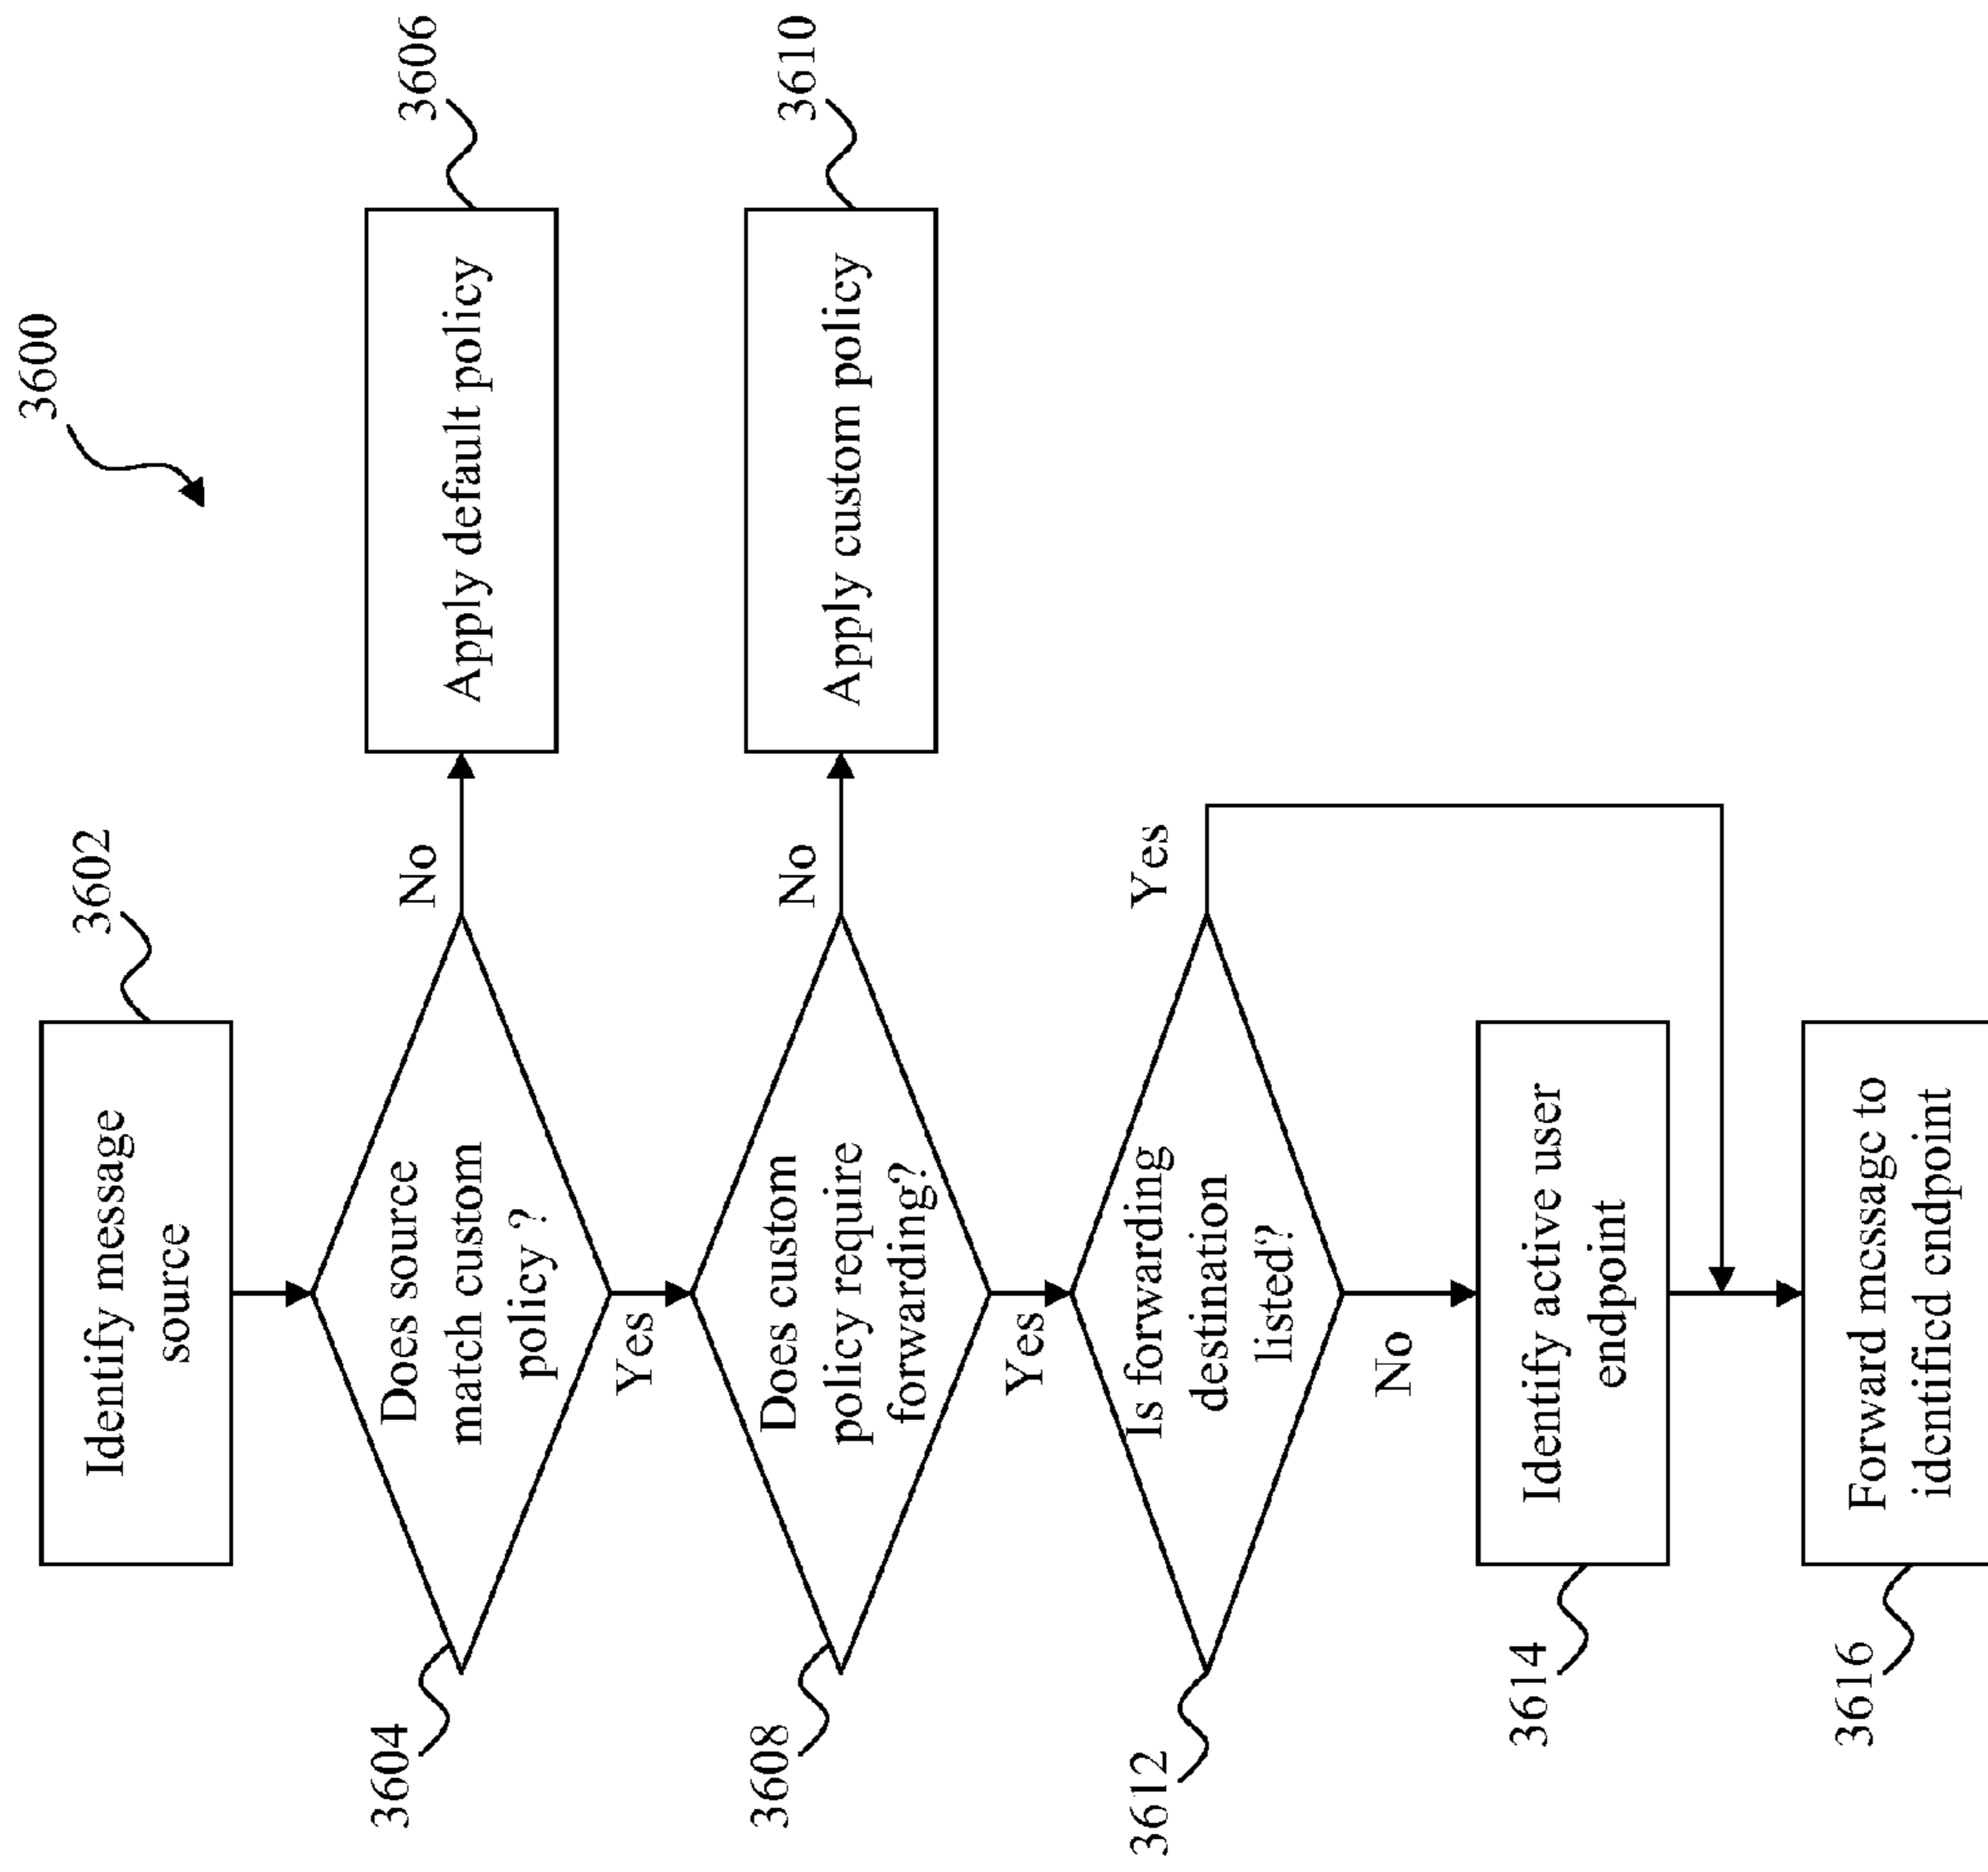 3600
Identify message
source
3602
Does source
match custom
policy?
3604
No
Apply default policy
3606
Yes
Does custom
policy require
forwarding?
3608
No
Apply custom policy
3610
Yes
Is forwarding
destination
listed?
3612
Yes
No
Identify active user
endpoint
3614
Forward message to
identified endpoint
3616